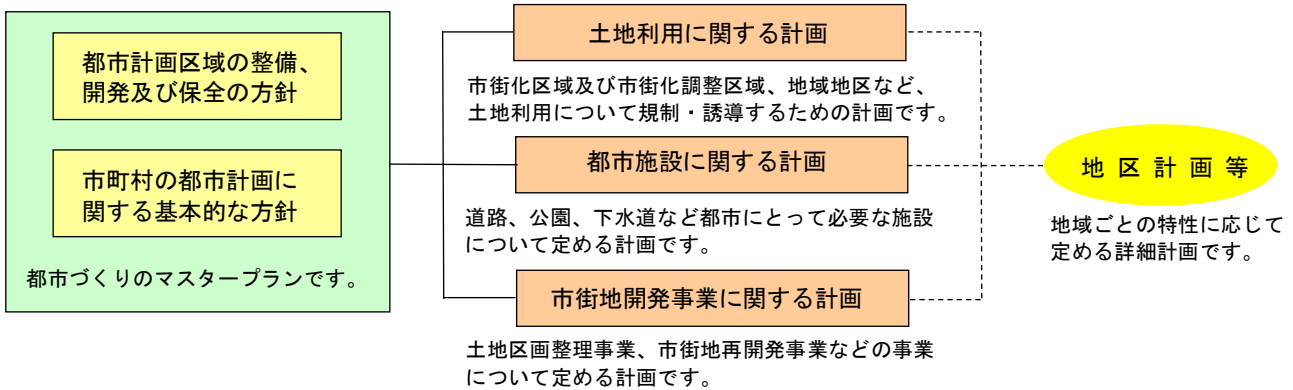 都市計画区域の整備、
開発及び保全の方針
市町村の都市計画に
関する基本的な方針
都市づくりのマスタープランです。
土地利用に関する計画
市街化区域及び市街化調整区域、地域地区など、
土地利用について規制・誘導するための計画です。
都市施設に関する計画
道路、公園、下水道など都市にとって必要な施設
について定める計画です。
市街地開発事業に関する計画
土地区画整理事業、市街地再開発事業などの事業
について定める計画です。
地区計画等
地域ごとの特性に応じて
定める詳細計画です。